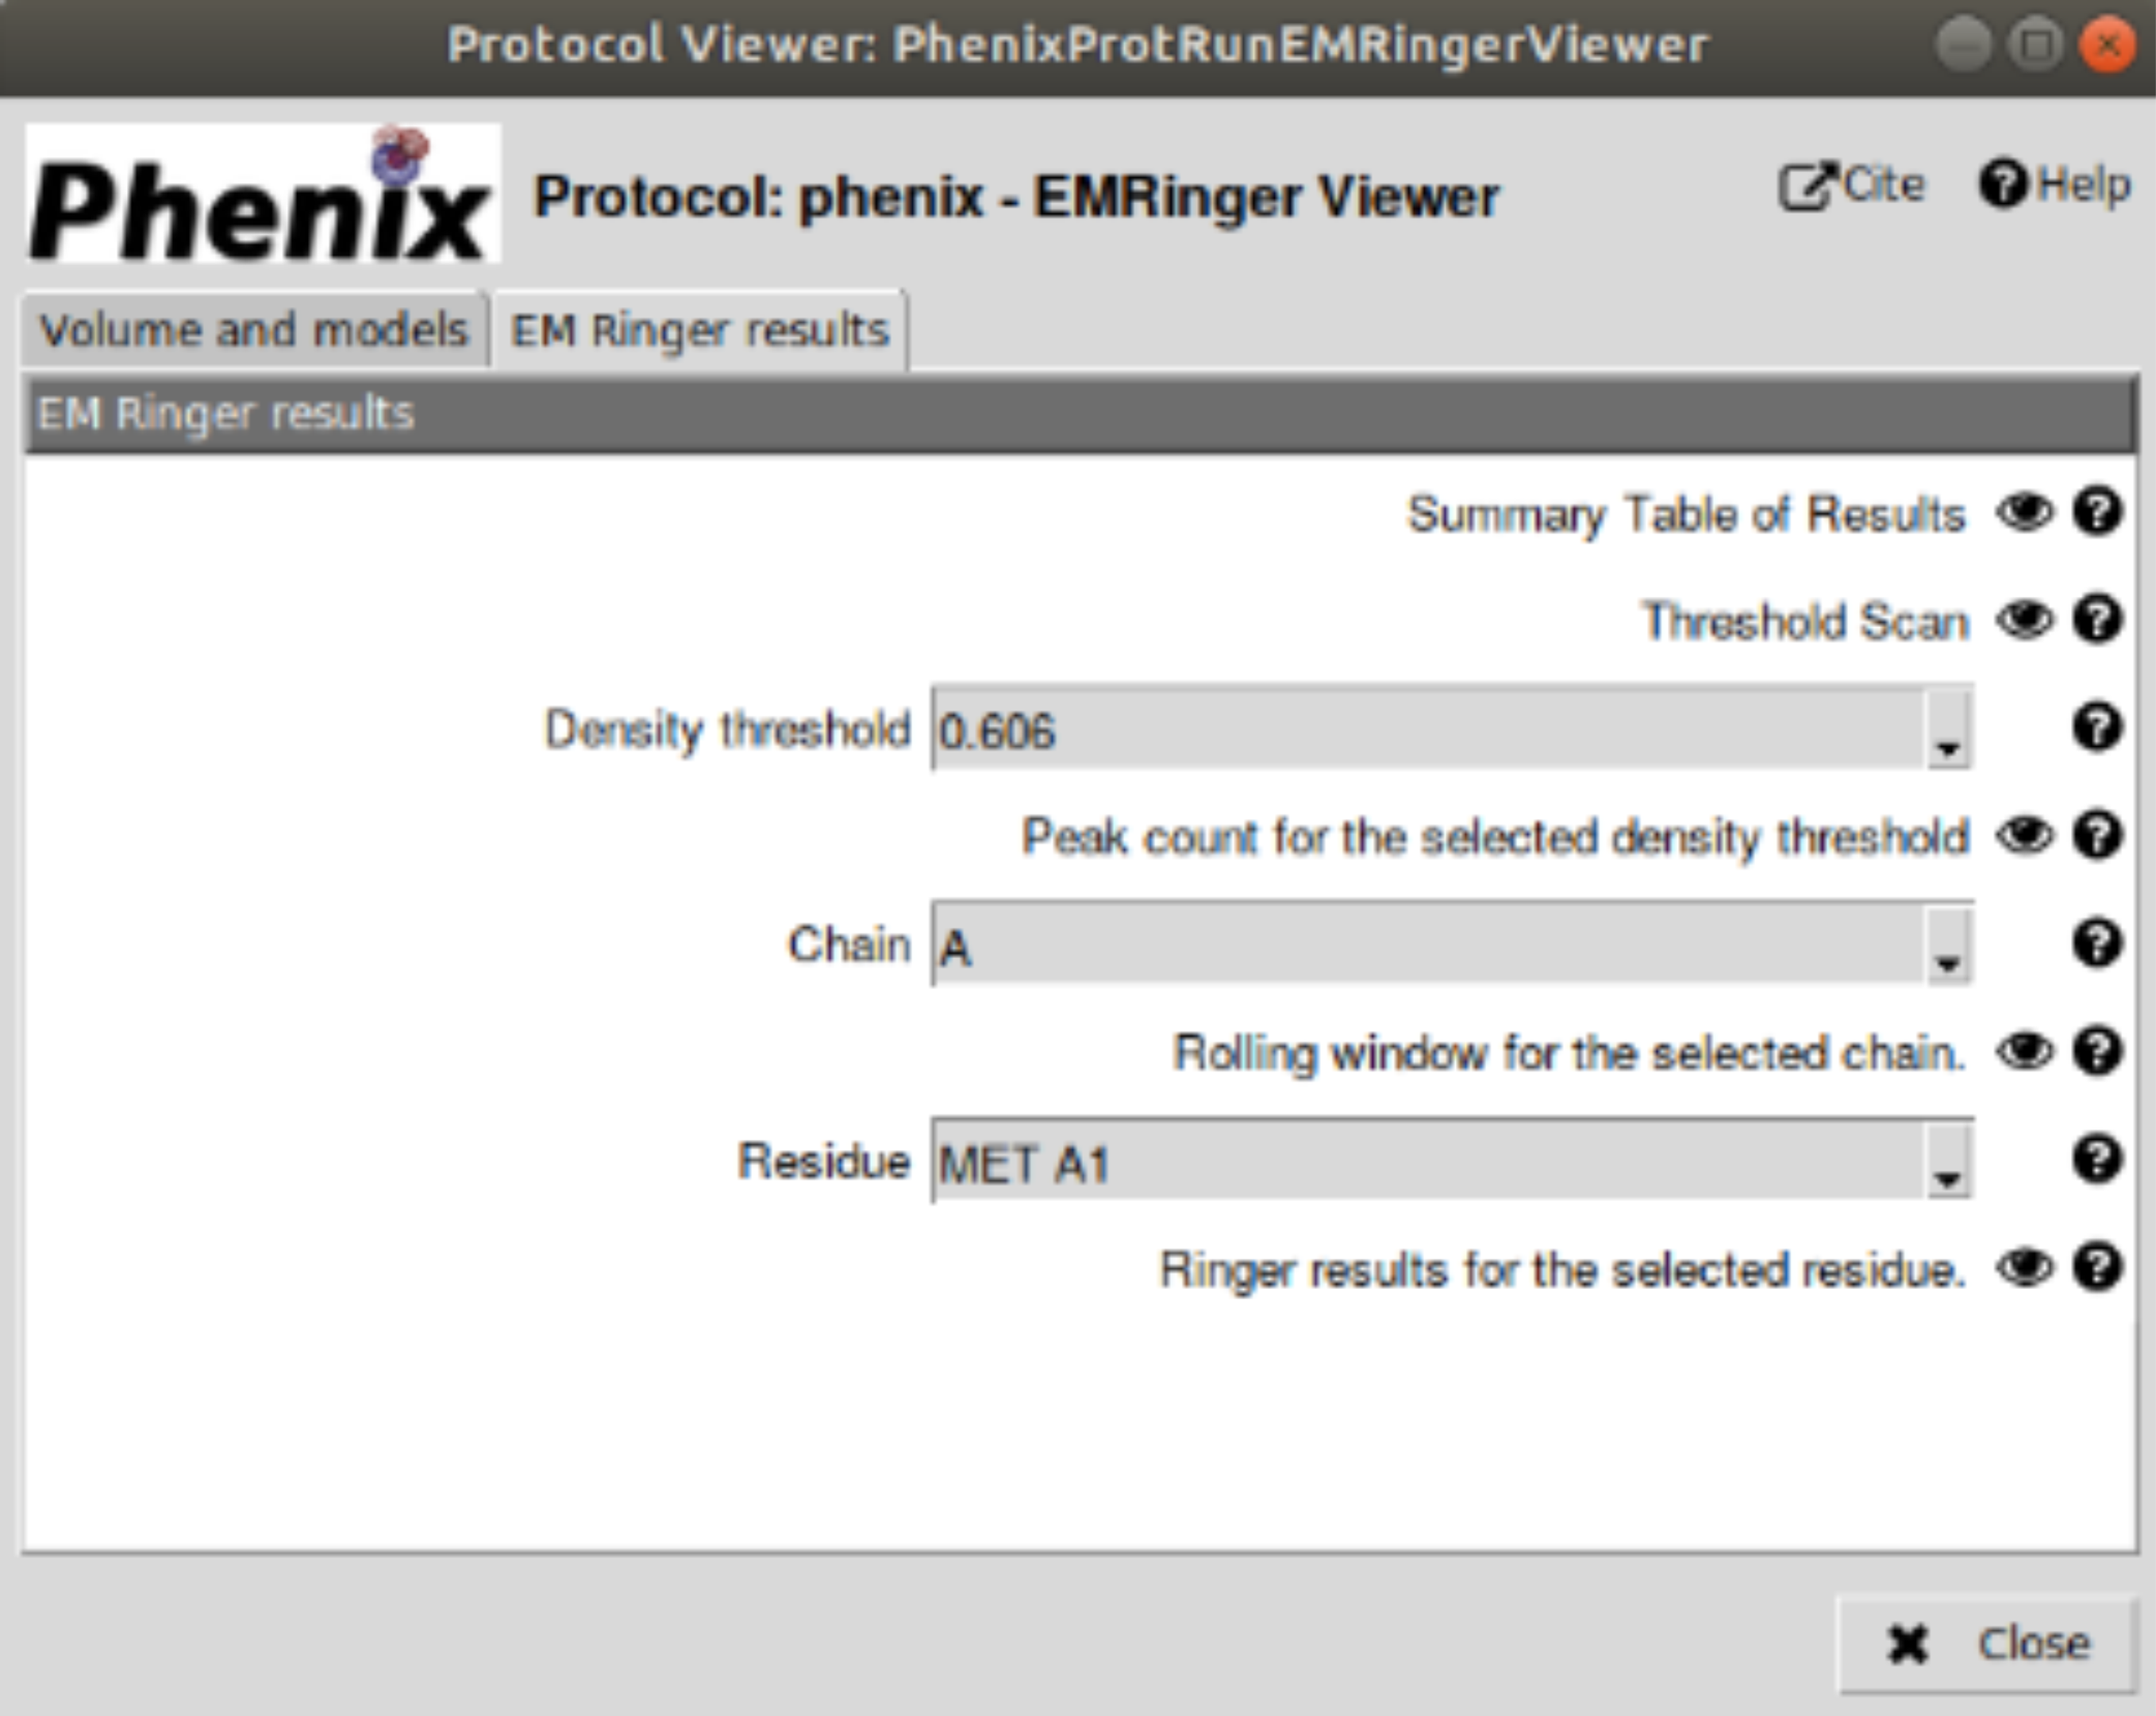 Protocol Viewer: PhenixProtRunEMRingerViewer
Phenix Protocol: phenix - EMRinger Viewer Cite Help
Volume and models EM Ringer results
EM Ringer results
Summary Table of Results
Threshold Scan
Density threshold 0.606
Peak count for the selected density threshold
Chain A
Rolling window for the selected chain.
Residue MET A1
Ringer results for the selected residue.
Close